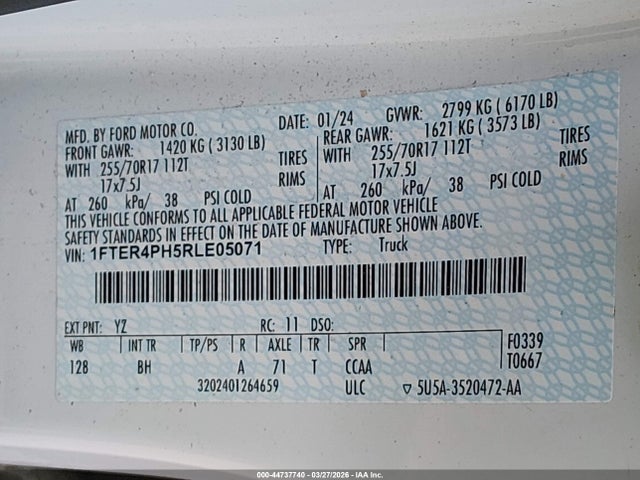 MFD. BY FORD MOTOR CO. DATE: 01/24 GVWR: 2799 KG ( 6170 LB)
FRONT GAWR: 1420 KG ( 3130 LB) REAR GAWR: 1621 KG ( 3573 LB)
WITH 255/70R17 112T TIRES WITH 255/70R17 112T TIRES
17x7.5J RIMS 17x7.5J RIMS
AT 260 kPa/ 38 PSI COLD AT 260 kPa/ 38 PSI COLD
THIS VEHICLE CONFORMS TO ALL APPLICABLE FEDERAL MOTOR VEHICLE
SAFETY STANDARDS IN EFFECT ON THE DATE OF MANUFACTURE SHOWN ABOVE.
VIN: 1FTER4PH5RLE05071 TYPE: Truck
EXT PNT: YZ RC: 11 DSO: F0339
WB INT TR TP/PS R AXLE TR SPR T0667
128 BH A 71 T CCAA
3202401264659 ULC ▽ 5U5A-3520472-AA
000-44737740 - 03/27/2026 - IAA Inc.